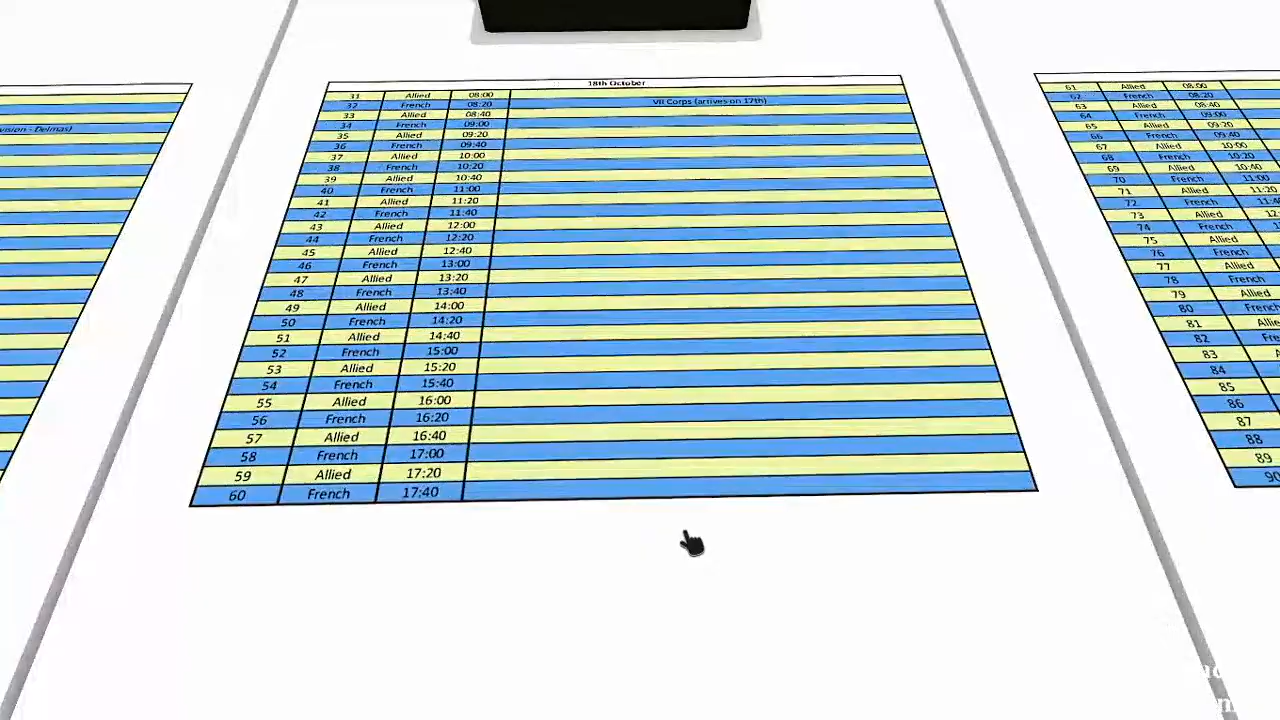 vision - Delmas)
18th October
31 Allied 08:00
32 French 08:20 VII Corps (arrives on 17th)
33 Allied 08:40
34 French 09:00
35 Allied 09:20
36 French 09:40
37 Allied 10:00
38 French 10:20
39 Allied 10:40
40 French 11:00
41 Allied 11:20
42 French 11:40
43 Allied 12:00
44 French 12:20
45 Allied 12:40
46 French 13:00
47 Allied 13:20
48 French 13:40
49 Allied 14:00
50 French 14:20
51 Allied 14:40
52 French 15:00
53 Allied 15:20
54 French 15:40
55 Allied 16:00
56 French 16:20
57 Allied 16:40
58 French 17:00
59 Allied 17:20
60 French 17:40
61 Allied 08:00
62 French 08:20
63 Allied 08:40
64 French 09:00
65 Allied 09:20
66 French 09:40
67 Allied 10:00
68 French 10:20
69 Allied 10:40
70 French 11:00
71 Allied 11:20
72 French 11:4
73 Allied 12
74 French 1
75 Allied
76 French
77 Allied
78 French
79 Allied
80 French
81 Allie
82 Fre
83 A
84
85
86
87
88
89
90